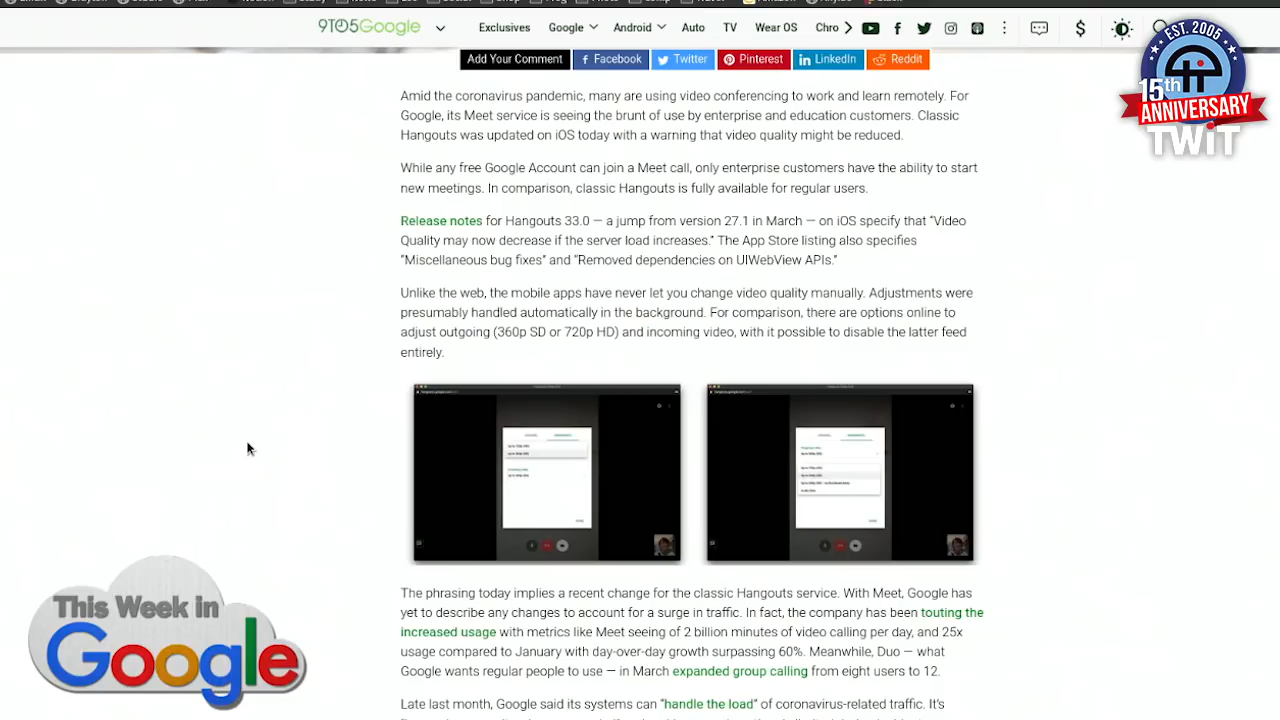 9TO5Google
Exclusives
Google
Android
Auto
TV
Wear OS
Chro
$
EST. 2005
15th
ANNIVERSARY
TWiT
Add Your Comment
Facebook
Twitter
Pinterest
LinkedIn
Reddit
Amid the coronavirus pandemic, many are using video conferencing to work and learn remotely. For
Google, its Meet service is seeing the brunt of use by enterprise and education customers. Classic
Hangouts was updated on iOS today with a warning that video quality might be reduced.
While any free Google Account can join a Meet call, only enterprise customers have the ability to start
new meetings. In comparison, classic Hangouts is fully available for regular users.
Release notes for Hangouts 33.0 — a jump from version 27.1 in March — on iOS specify that “Video
Quality may now decrease if the server load increases.” The App Store listing also specifies
“Miscellaneous bug fixes” and “Removed dependencies on UIWebView APIs.”
Unlike the web, the mobile apps have never let you change video quality manually. Adjustments were
presumably handled automatically in the background. For comparison, there are options online to
adjust outgoing (360p SD or 720p HD) and incoming video, with it possible to disable the latter feed
entirely.
The phrasing today implies a recent change for the classic Hangouts service. With Meet, Google has
yet to describe any changes to account for a surge in traffic. In fact, the company has been touting the
increased usage with metrics like Meet seeing of 2 billion minutes of video calling per day, and 25x
usage compared to January with day-over-day growth surpassing 60%. Meanwhile, Duo — what
Google wants regular people to use — in March expanded group calling from eight users to 12.
Late last month, Google said its systems can “handle the load” of coronavirus-related traffic. It's
This Week in
Google